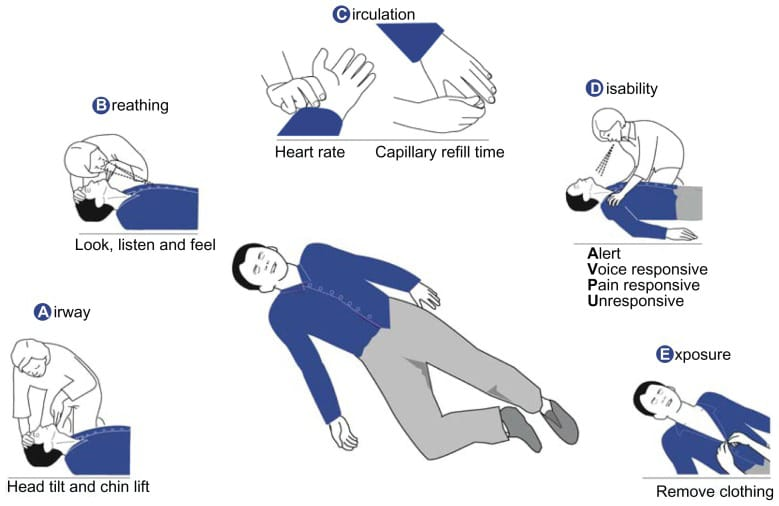 Circulation
Heart rate
Capillary refill time
Breathing
Look, listen and feel
Disability
Alert
Voice responsive
Pain responsive
Unresponsive
Airway
Head tilt and chin lift
Exposure
Remove clothing